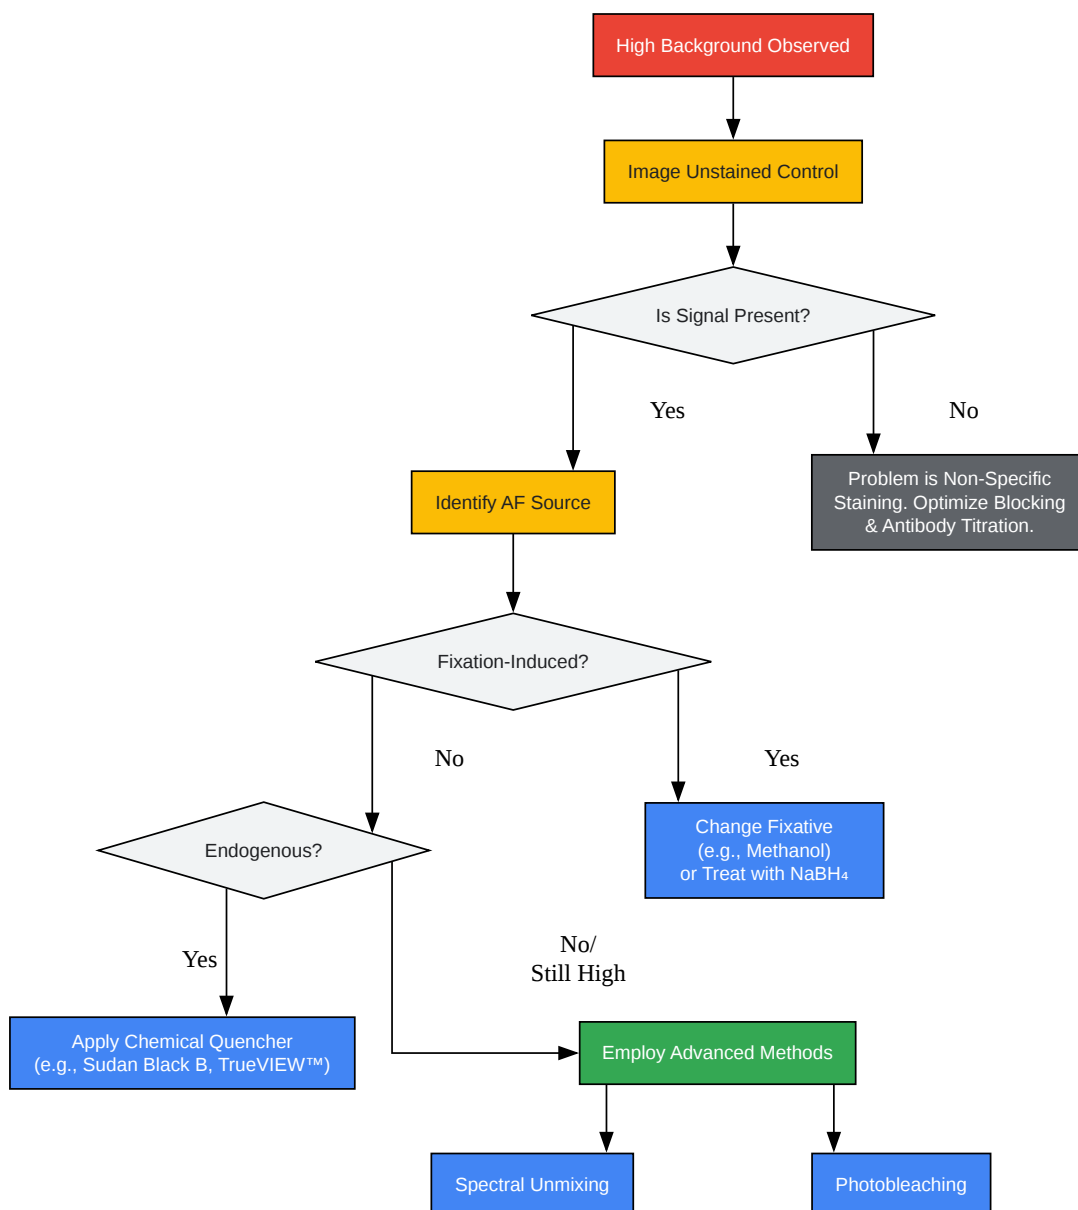 High Background Observed
Image Unstained Control
Is Signal Present?
Yes
No
Problem is Non-Specific
Staining. Optimize Blocking
& Antibody Titration.
Identify AF Source
Fixation-Induced?
No
Yes
Change Fixative
(e.g., Methanol)
or Treat with NaBH₄
Endogenous?
Yes
No/
Still High
Apply Chemical Quencher
(e.g., Sudan Black B, TrueVIEW™)
Employ Advanced Methods
Spectral Unmixing
Photobleaching